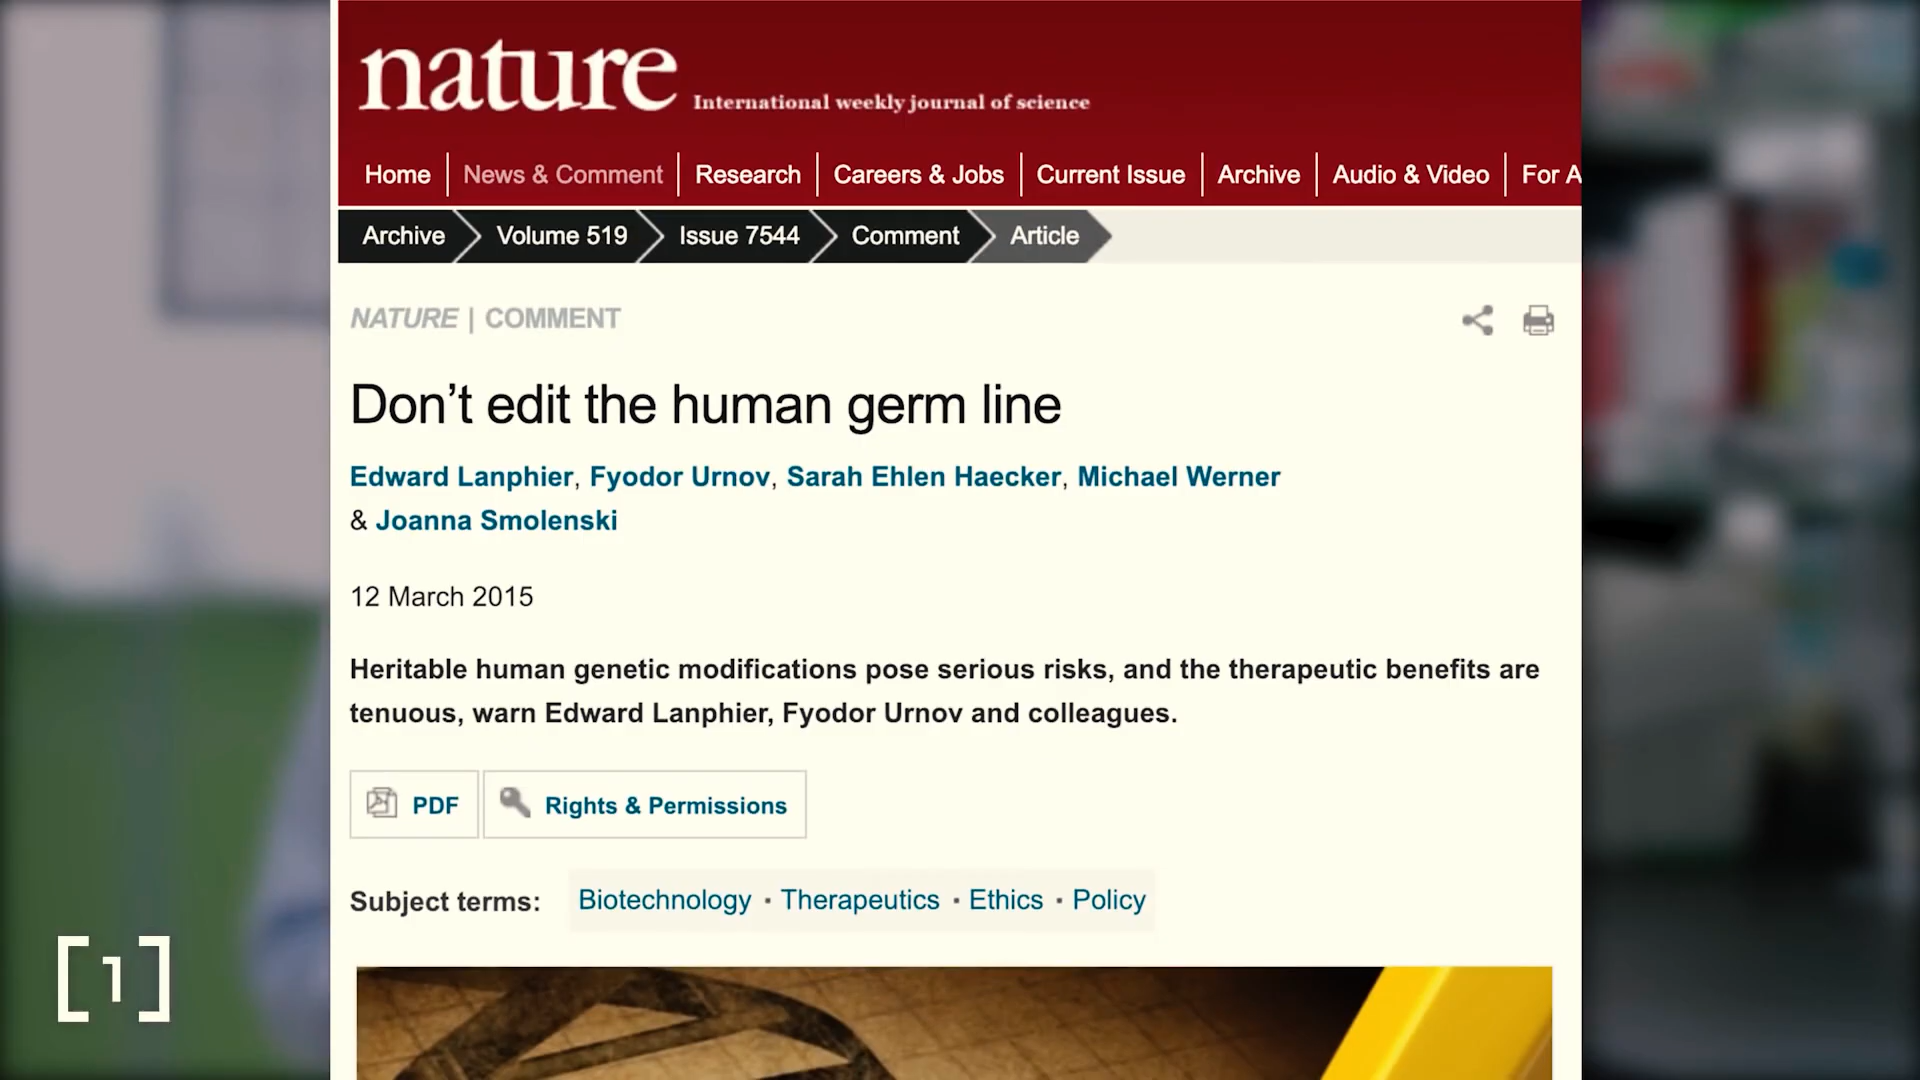 nature International weekly journal of science
Home News & Comment Research Careers & Jobs Current Issue Archive Audio & Video For A
Archive Volume 519 Issue 7544 Comment Article
NATURE | COMMENT
Don’t edit the human germ line
Edward Lanphier, Fyodor Urnov, Sarah Ehlen Haecker, Michael Werner
& Joanna Smolenski
12 March 2015
Heritable human genetic modifications pose serious risks, and the therapeutic benefits are
tenuous, warn Edward Lanphier, Fyodor Urnov and colleagues.
PDF Rights & Permissions
Subject terms: Biotechnology · Therapeutics · Ethics · Policy
[1]